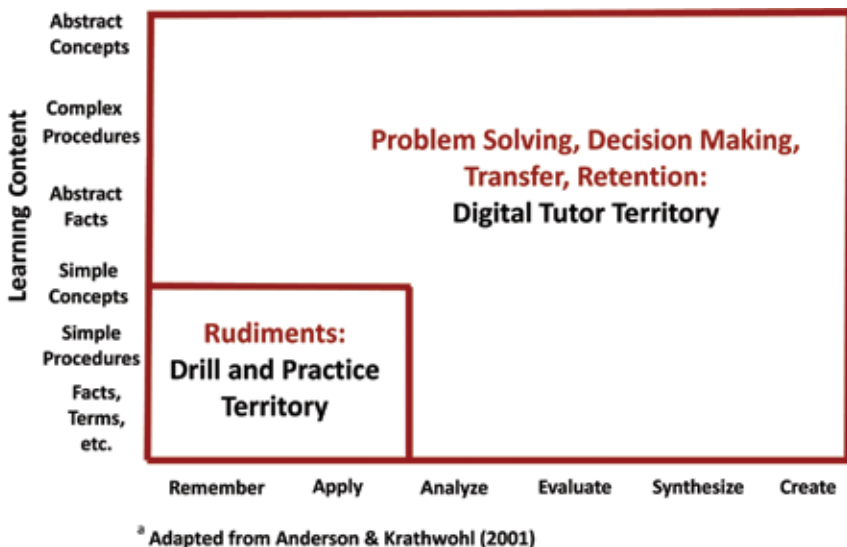 Abstract
Concepts
Complex
Procedures
Abstract
Facts
Simple
Concepts
Simple
Procedures
Facts,
Terms,
etc.
Learning Content
Problem Solving, Decision Making,
Transfer, Retention:
Digital Tutor Territory
Rudiments:
Drill and Practice
Territory
Remember Apply Analyze Evaluate Synthesize Create
a Adapted from Anderson & Krathwohl (2001)